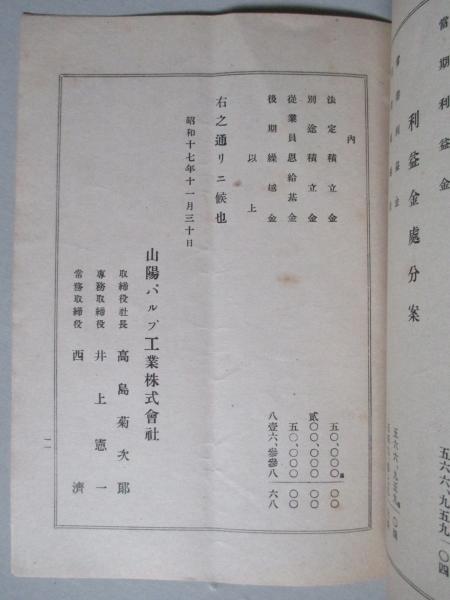 當期利益金 五六六、九五九 一〇四
利益金處分案
內
法定積立金 五〇、〇〇〇 〇〇
別途積立金 貳〇〇、〇〇〇 〇〇
從業員恩給基金 五〇、〇〇〇 〇〇
後期繰越金 八壹六、參參八 六八
以上
右之通リニ候也
昭和十七年十一月三十日
山陽パルプ工業株式會社
取締役社長 高島菊次郎
專務取締役 井上憲一
常務取締役 西濟
一一